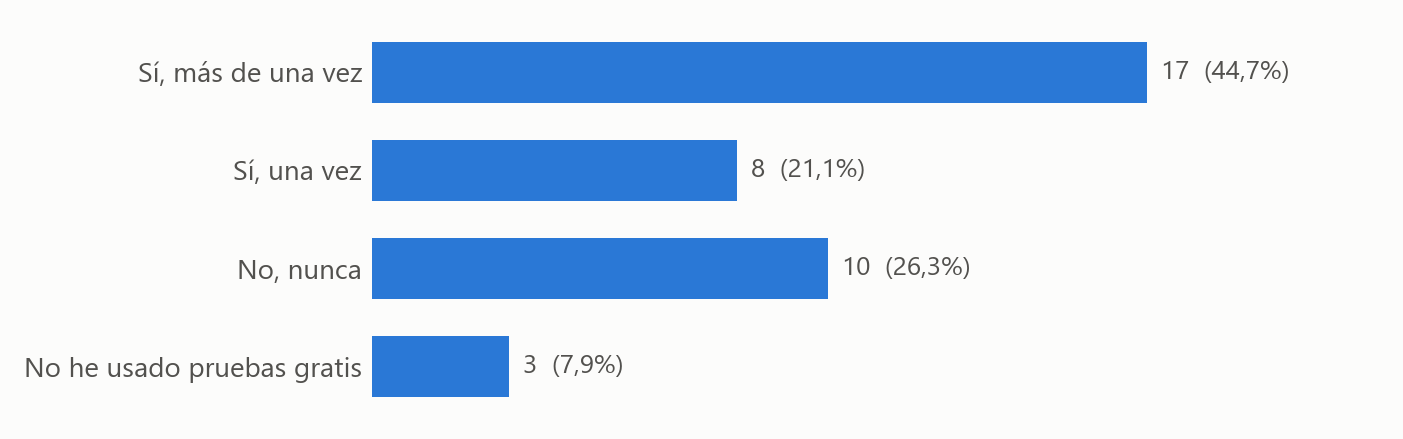 Sí, más de una vez 17 (44,7%)
Sí, una vez 8 (21,1%)
No, nunca 10 (26,3%)
No he usado pruebas gratis 3 (7,9%)